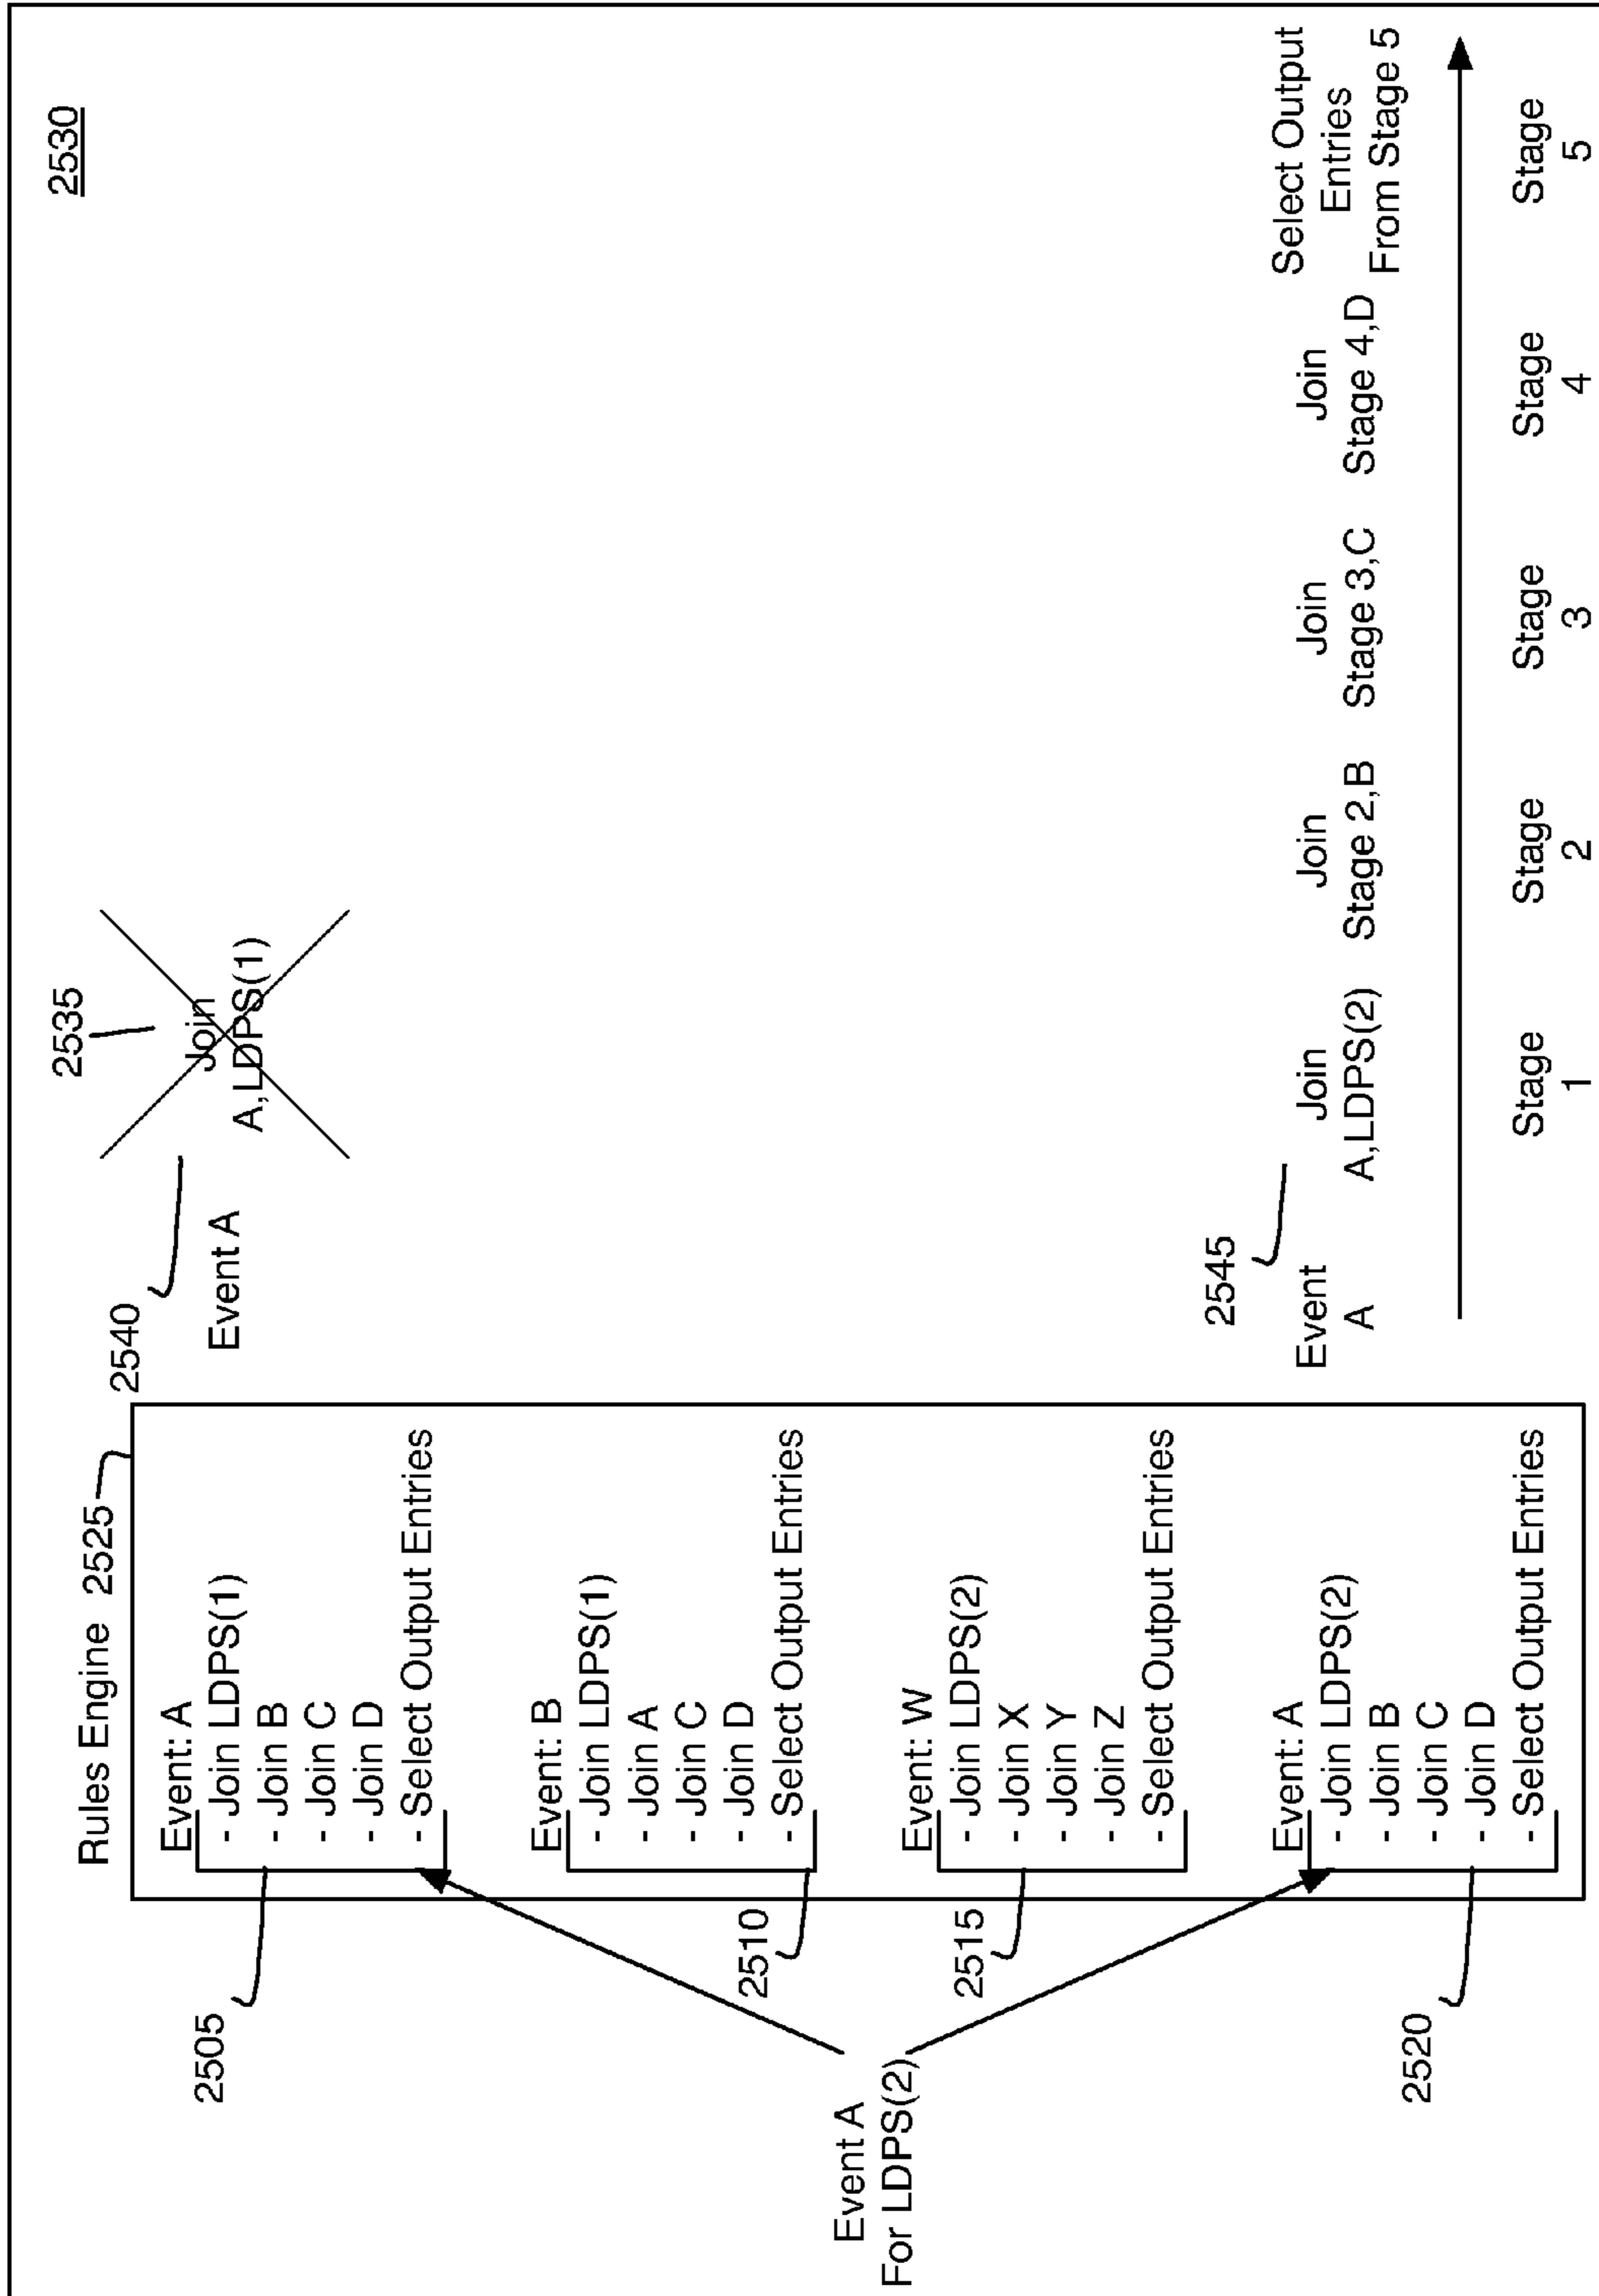 2530
Rules Engine 2525
Event: A
- Join LDPS(1)
- Join B
- Join C
- Join D
- Select Output Entries
Event: B
- Join LDPS(1)
- Join A
- Join C
- Join D
- Select Output Entries
Event: W
- Join LDPS(2)
- Join X
- Join Y
- Join Z
- Select Output Entries
Event: A
- Join LDPS(2)
- Join B
- Join C
- Join D
- Select Output Entries
2505
2510
2515
2520
Event A
For LDPS(2)
2540
2535
Event A
Join
A,LDPS(1)
2545
Event
A
Join
A,LDPS(2)
Join
Stage 2,B
Join
Stage 3,C
Join
Stage 4,D
Select Output
Entries
From Stage 5
Stage
1
Stage
2
Stage
3
Stage
4
Stage
5